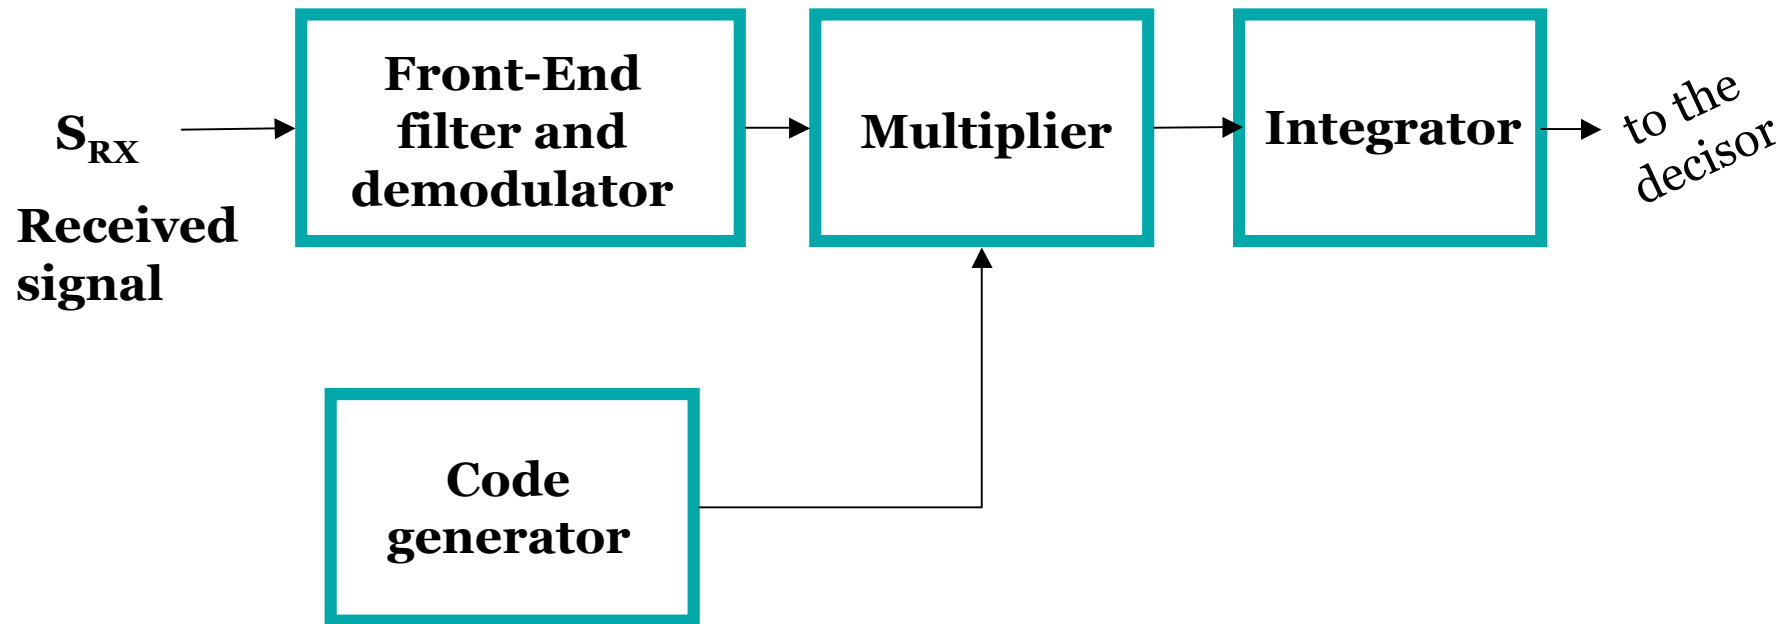 S_RX
Received
signal
Front-End
filter and
demodulator
Multiplier
Integrator
to the
decisor
Code
generator